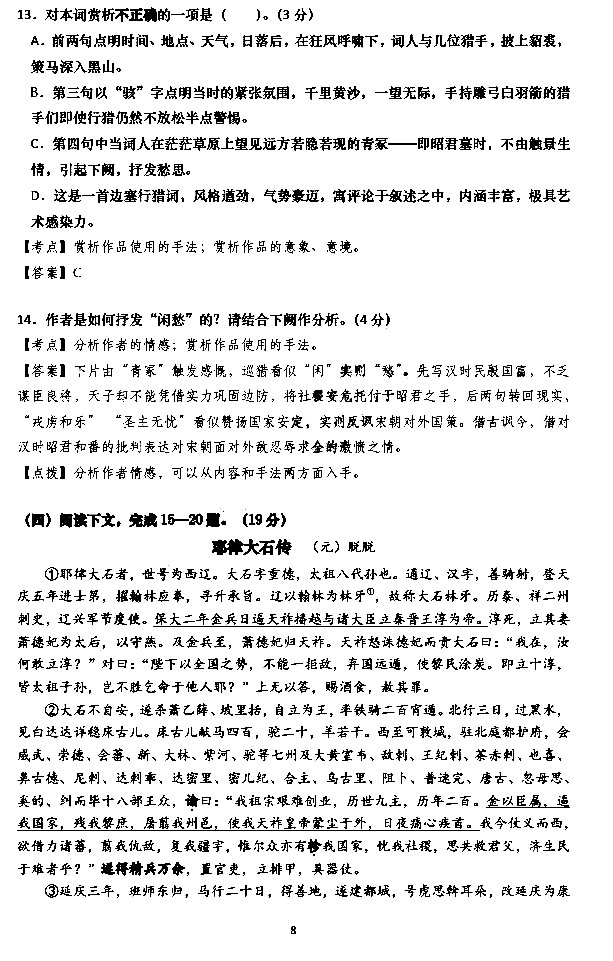 13．对本词赏析不正确的一项是（　　）。（3 分）
A．前两句点明时间、地点、天气，日落后，在狂风呼啸下，词人与几位猎手，披上貂裘，
策马深入黑山。
B．第三句以“骇”字点明当时的紧张氛围，千里黄沙，一望无际，手持雕弓白羽箭的猎
手们即使行猎仍然不放松半点警惕。
C．第四句中当词人在茫茫草原上望见远方若隐若现的青冢——即昭君墓时，不由触景生
情，引起下阕，抒发愁思。
D．这是一首边塞行猎词，风格遒劲，气势豪迈，寓评论于叙述之中，内涵丰富，极具艺
术感染力。
【考点】赏析作品使用的手法；赏析作品的意象、意境。
【答案】C
14．作者是如何抒发“闲愁”的？请结合下阕作分析。（4 分）
【考点】分析作者的情感；赏析作品使用的手法。
【答案】下片由“青冢”触发感慨，巡猎看似“闲”实则“愁”。先写汉时民殷国富，不乏
谋臣良将，天子却不能凭借实力巩固边防，将社稷安危托付于昭君之手，后两句转回现实、
“戎虏和乐”　“圣主无忧”看似赞扬国家安定，实则反讽宋朝对外国策。借古讽今，借对
汉时昭君和番的批判表达对宋朝面对外敌忍辱求全的激愤之情。
【点拨】分析作者情感，可以从内容和手法两方面入手。
（四）阅读下文，完成 15—20 题。（19 分）
耶律大石传　（元）脱脱
①耶律大石者，世号为西辽。大石字重德，太祖八代孙也。通辽、汉字，善骑射，登天
庆五年进士第，擢翰林应奉，寻升承旨。辽以翰林为林牙①，故称大石林牙。历泰、祥二州
刺史，辽兴军节度使。保大二年金兵日逼天祚播越与诸大臣立秦晋王淳为帝。淳死，立其妻
萧德妃为太后，以守燕。及金兵至，萧德妃归天祚。天祚怒诛德妃而责大石曰：“我在，汝
何敢立淳？”对曰：“陛下以全国之势，不能一拒敌，弃国远遁，使黎民涂炭。即立十淳，
皆太祖子孙，岂不胜乞命于他人耶？”上无以答，赐酒食，赦其罪。
②大石不自安，遂杀萧乙薛、坡里括，自立为王，率铁骑二百宵遁。北行三日，过黑水，
见白达达详稳床古儿。床古儿献马四百，驼二十，羊若干。西至可敦城，驻北庭都护府，会
威武、崇德、会蕃、新、大林、紫河、驼等七州及大黄室韦、敌剌、王纪剌、茶赤剌、也喜、
鼻古德、尼剌、达剌乖、达密里、密儿纪、合主、乌古里、阻卜、普速完、唐古、忽母思、
奚的、纠而毕十八部王众，谕曰：“我祖宗艰难创业，历世九主，历年二百。金以臣属，逼
我国家，残我黎庶，屠翦我州邑，使我天祚皇帝蒙尘于外，日夜痛心疾首。我今仗义而西，
欲借力诸蕃，翦我仇敌，复我疆宇，惟尔众亦有轸我国家，忧我社稷，思共救君父，济生民
于难者乎？”遂得精兵万余，置官吏，立排甲，具器仗。
③延庆三年，班师东归，马行二十日，得善地，遂建都城，号虎思斡耳朵，改延庆为康
8